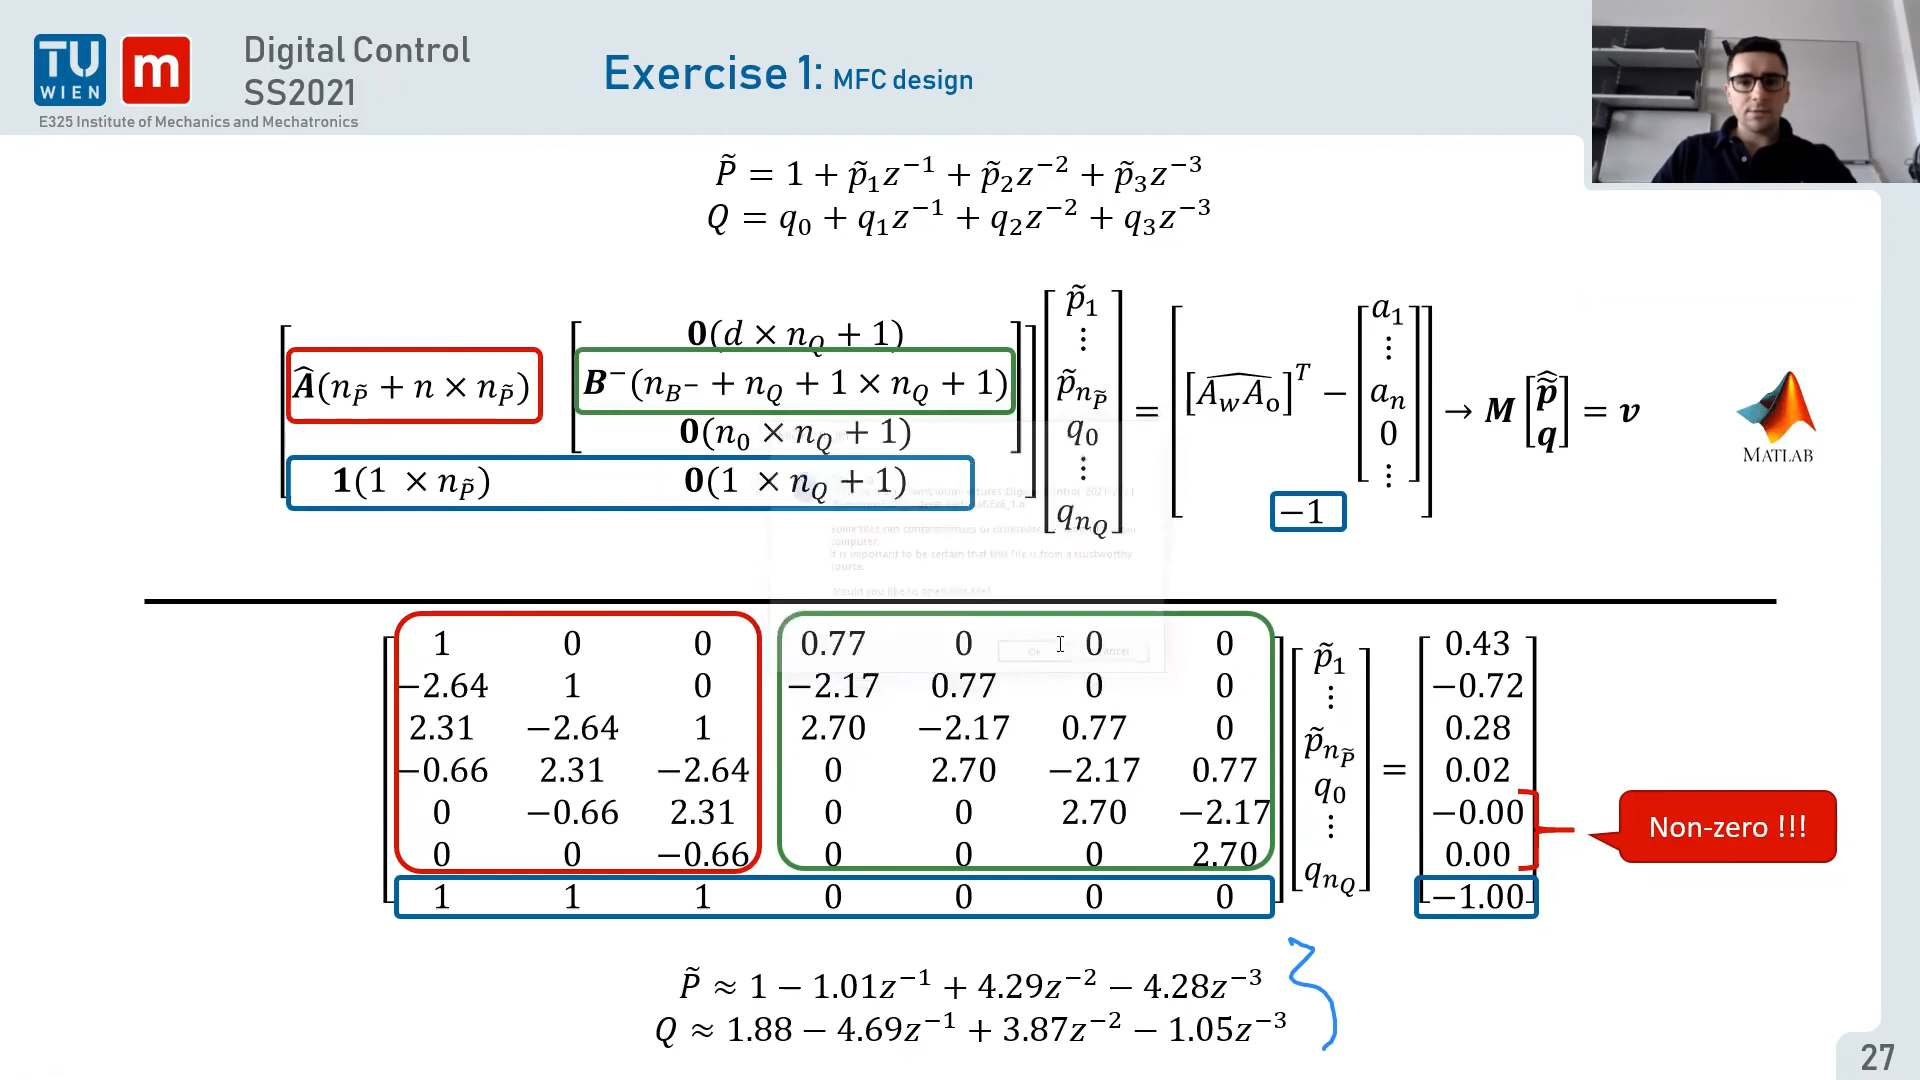 TU
WIEN
m
Digital Control
SS2021
E325 Institute of Mechanics and Mechatronics
Exercise 1: MFC design
P̃ = 1 + p̃₁z⁻¹ + p̃₂z⁻² + p̃₃z⁻³
Q = q₀ + q₁z⁻¹ + q₂z⁻² + q₃z⁻³
0(d × n_Q + 1)
Â(n_P̃ + n × n_P̃) B⁻(n_B⁻ + n_Q + 1 × n_Q + 1)
0(n₀ × n_Q + 1)
1(1 × n_P̃) 0(1 × n_Q + 1)
p̃₁
⋮
p̃_n_P̃
q₀
⋮
q_n_Q
= [A_w A_o]^T −
a₁
⋮
a_n
0
⋮
−1
→ M [p̃̂ q] = v
MATLAB
1 0 0 0.77 0 0 0
−2.64 1 0 −2.17 0.77 0 0
2.31 −2.64 1 2.70 −2.17 0.77 0
−0.66 2.31 −2.64 0 2.70 −2.17 0.77
0 −0.66 2.31 0 0 2.70 −2.17
0 0 −0.66 0 0 0 2.70
1 1 1 0 0 0 0
p̃₁
⋮
p̃_n_P̃
q₀
⋮
q_n_Q
=
0.43
−0.72
0.28
0.02
−0.00
0.00
−1.00
Non-zero !!!
P̃ ≈ 1 − 1.01z⁻¹ + 4.29z⁻² − 4.28z⁻³
Q ≈ 1.88 − 4.69z⁻¹ + 3.87z⁻² − 1.05z⁻³
27